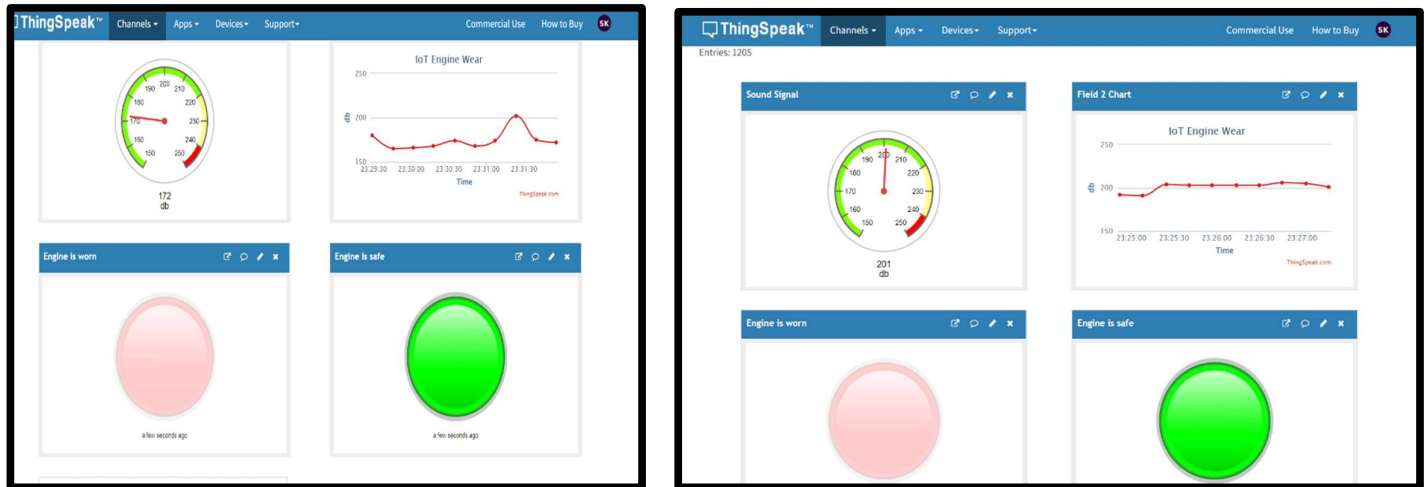 ThingSpeak™ Channels Apps Devices Support Commercial Use How to Buy SK
200
190 210
180 220
170 230
160 240
150 250
172
db
IoT Engine Wear
250
200
150
db
23:29:30 23:30:00 23:30:30 23:31:00 23:31:30
Time
ThingSpeak.com
Engine is worn
a few seconds ago
Engine is safe
a few seconds ago
ThingSpeak™ Channels Apps Devices Support Commercial Use How to Buy SK
Entries: 1205
Sound Signal
200
190 210
180 220
170 230
160 240
150 250
201
db
Field 2 Chart
IoT Engine Wear
250
200
150
db
23:25:00 23:25:30 23:26:00 23:26:30 23:27:00
Time
ThingSpeak.com
Engine is worn
Engine is safe